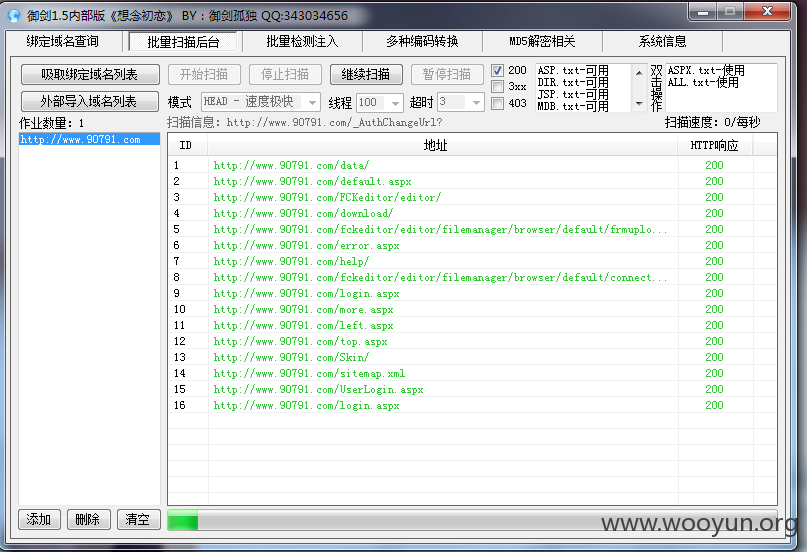 御剑1.5内部版《想念初恋》 BY：御剑孤独 QQ:343034656
绑定域名查询 批量扫描后台 批量检测注入 多种编码转换 MD5解密相关 系统信息
吸取绑定域名列表 开始扫描 停止扫描 继续扫描 暂停扫描
外部导入域名列表 模式 HEAD - 速度极快 线程 100 超时 3
200
3xx
403
ASP.txt-可用
DIR.txt-可用
JSP.txt-可用
MDB.txt-可用
双击操作
ASPX.txt-使用
ALL.txt-使用
作业数量：1
扫描信息：http://www.90791.com/_AuthChangeUrl?
扫描速度：0/每秒
http://www.90791.com
ID 地址 HTTP响应
1 http://www.90791.com/data/ 200
2 http://www.90791.com/default.aspx 200
3 http://www.90791.com/FCKeditor/editor/ 200
4 http://www.90791.com/download/ 200
5 http://www.90791.com/fckeditor/editor/filemanager/browser/default/frmuplo... 200
6 http://www.90791.com/error.aspx 200
7 http://www.90791.com/help/ 200
8 http://www.90791.com/fckeditor/editor/filemanager/browser/default/connect... 200
9 http://www.90791.com/login.aspx 200
10 http://www.90791.com/more.aspx 200
11 http://www.90791.com/left.aspx 200
12 http://www.90791.com/top.aspx 200
13 http://www.90791.com/Skin/ 200
14 http://www.90791.com/sitemap.xml 200
15 http://www.90791.com/UserLogin.aspx 200
16 http://www.90791.com/login.aspx 200
添加 删除 清空
www.wooyun.org